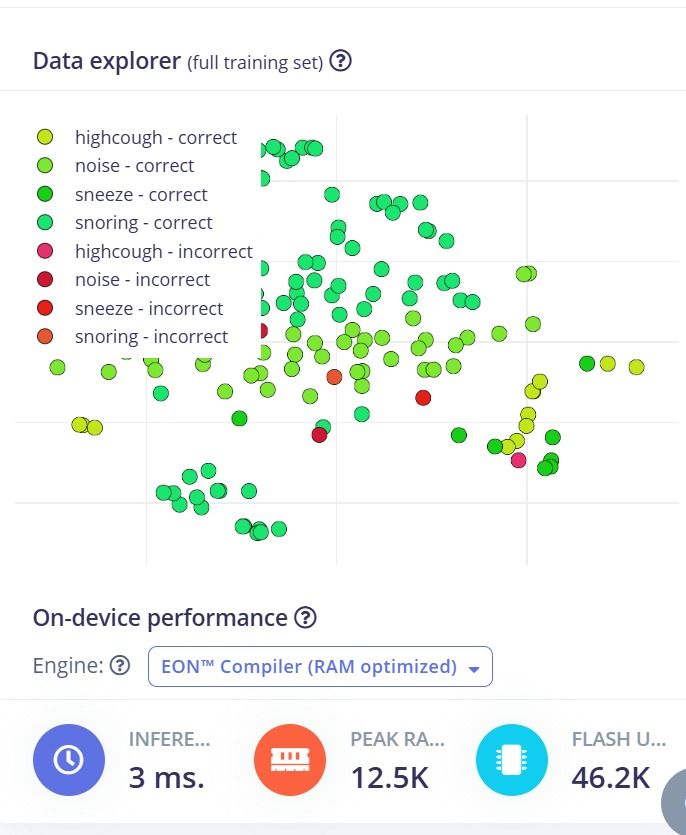 Data explorer (full training set) ?
highcough - correct
noise - correct
sneeze - correct
snoring - correct
highcough - incorrect
noise - incorrect
sneeze - incorrect
snoring - incorrect
On-device performance ?
Engine: ? EON™ Compiler (RAM optimized)
INFERE... PEAK RA... FLASH U...
3 ms. 12.5K 46.2K